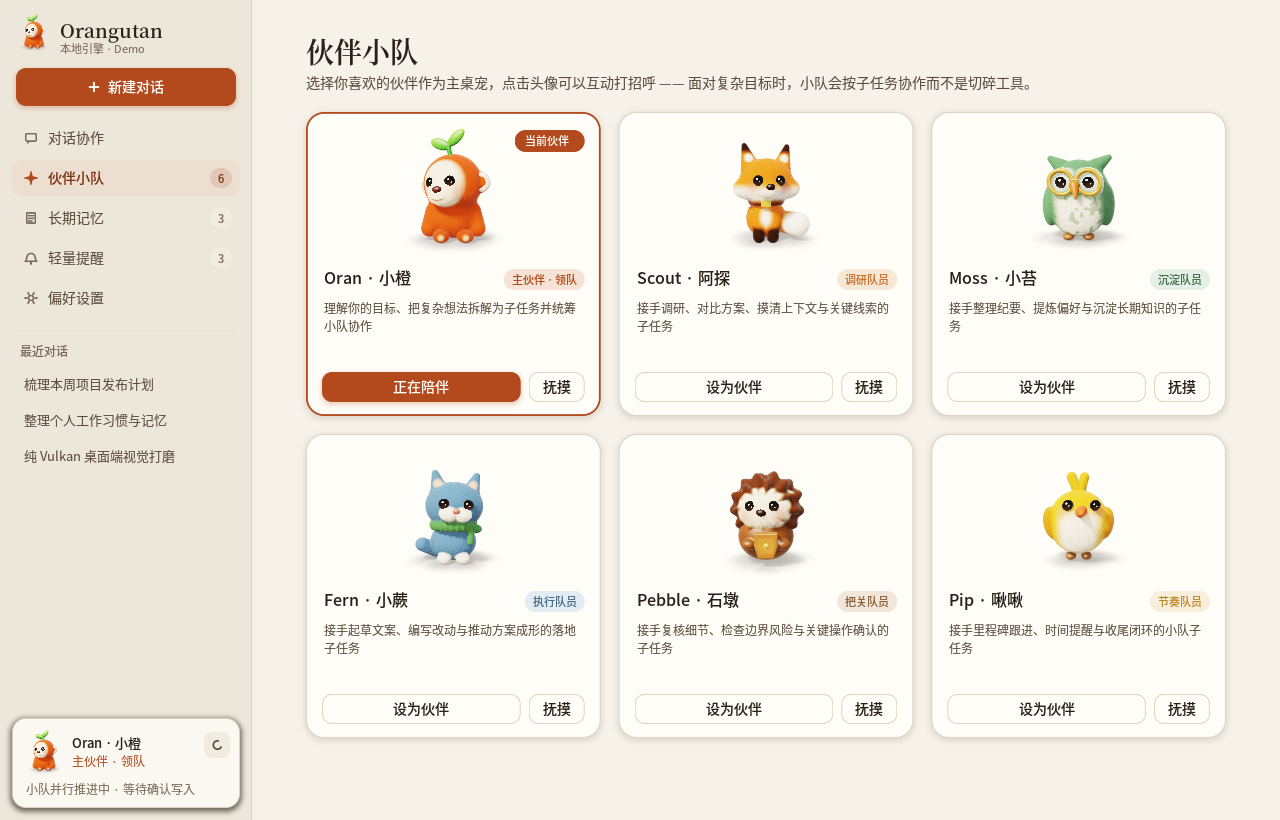 Orangutan
本地引擎 · Demo
新建对话
对话协作
伙伴小队 6
长期记忆 3
轻量提醒 3
偏好设置
最近对话
梳理本周项目发布计划
整理个人工作习惯与记忆
纯 Vulkan 桌面端视觉打磨
Oran · 小橙
主伙伴 · 领队
小队并行推进中 · 等待确认写入
伙伴小队
选择你喜欢的伙伴作为主桌宠，点击头像可以互动打招呼 —— 面对复杂目标时，小队会按子任务协作而不是切碎工具。
当前伙伴
Oran · 小橙
主伙伴 · 领队
理解你的目标、把复杂想法拆解为子任务并统筹
小队协作
正在陪伴
抚摸
Scout · 阿探
调研队员
接手调研、对比方案、摸清上下文与关键线索的
子任务
设为伙伴
抚摸
Moss · 小苔
沉淀队员
接手整理纪要、提炼偏好与沉淀长期知识的子任
务
设为伙伴
抚摸
Fern · 小蕨
执行队员
接手起草文案、编写改动与推动方案成形的落地
子任务
设为伙伴
抚摸
Pebble · 石墩
把关队员
接手复核细节、检查边界风险与关键操作确认的
子任务
设为伙伴
抚摸
Pip · 啾啾
节奏队员
接手里程碑跟进、时间提醒与收尾闭环的小队子
任务
设为伙伴
抚摸